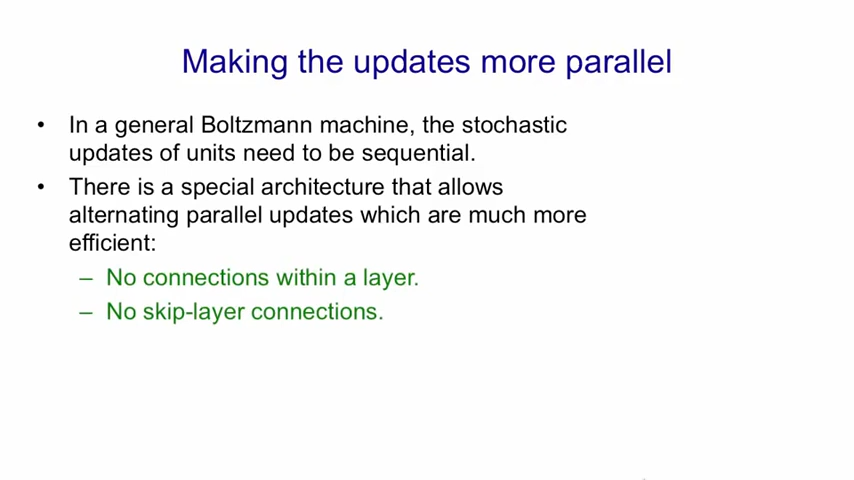 Making the updates more parallel
• In a general Boltzmann machine, the stochastic
updates of units need to be sequential.
• There is a special architecture that allows
alternating parallel updates which are much more
efficient:
– No connections within a layer.
– No skip-layer connections.